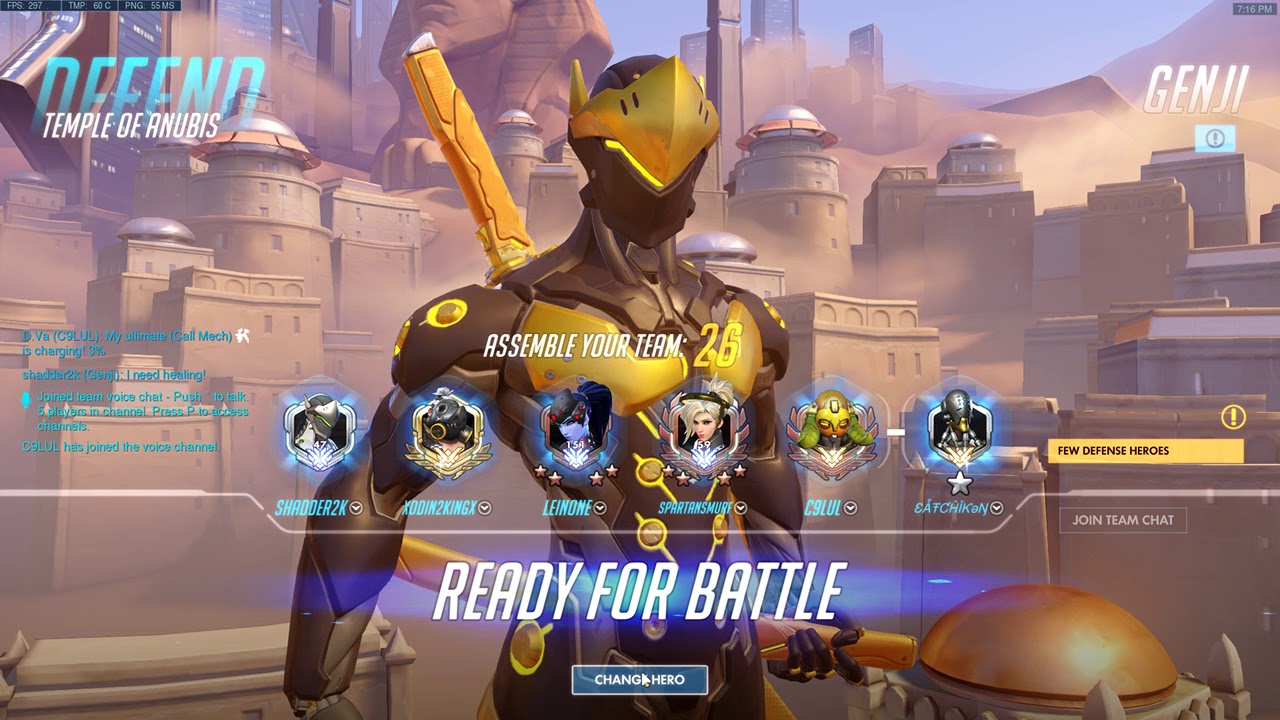 FPS: 297 TMP: 60 C PNG: 55 MS
7:16 PM
DEFEND
TEMPLE OF ANUBIS
GENJI
ASSEMBLE YOUR TEAM: 26
D.Va (C9LUL): My ultimate (Call Mech)
is charging! 3%
shadder2k (Genji): I need healing!
Joined team voice chat - Push ` to talk.
5 players in channel. Press P to access
channels.
C9LUL has joined the voice channel.
47 151 59
SHADDER2K XODIN2KINGX LEINONE SPARTANSMURF C9LUL
FEW DEFENSE HEROES
JOIN TEAM CHAT
READY FOR BATTLE
CHANGE HERO